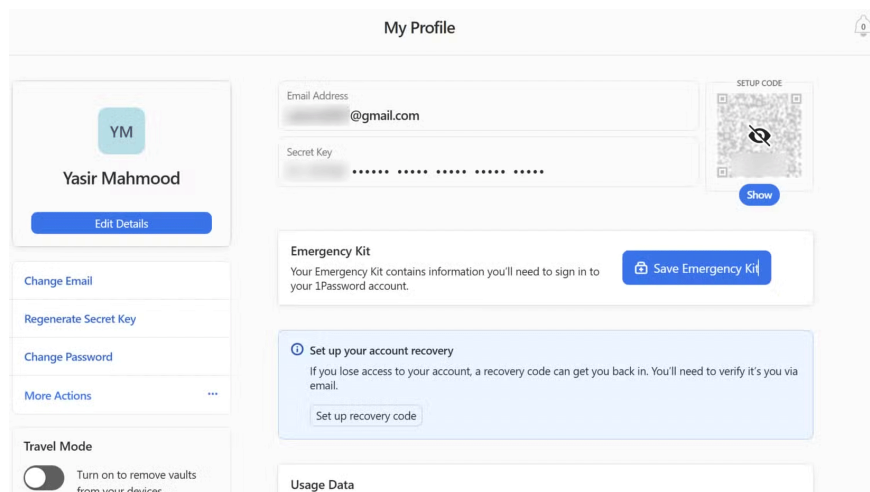 My Profile
0
YM
Yasir Mahmood
Edit Details
Change Email
Regenerate Secret Key
Change Password
More Actions ...
Travel Mode
Turn on to remove vaults
from your devices
Email Address
@gmail.com
Secret Key
•••••• ••••• ••••• ••••• •••••
SETUP CODE
Show
Emergency Kit
Your Emergency Kit contains information you'll need to sign in to
your 1Password account.
Save Emergency Kit
Set up your account recovery
If you lose access to your account, a recovery code can get you back in. You'll need to verify it's you via
email.
Set up recovery code
Usage Data